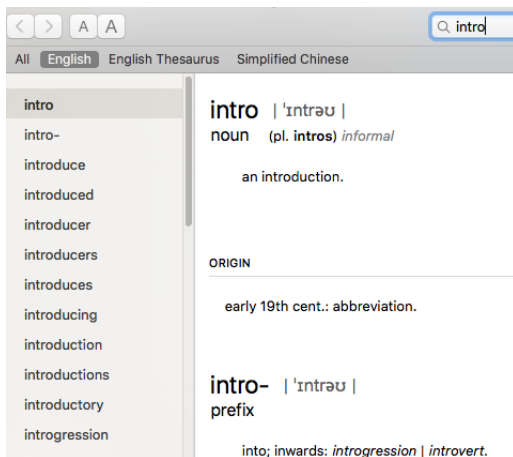 A A
intro
All English English Thesaurus Simplified Chinese
intro
intro-
introduce
introduced
introducer
introducers
introduces
introducing
introduction
introductions
introductory
introgression
intro | ˈɪntrəʊ |
noun (pl. intros) informal
an introduction.
ORIGIN
early 19th cent.: abbreviation.
intro- | ˈɪntrəʊ |
prefix
into; inwards: introgression | introvert.